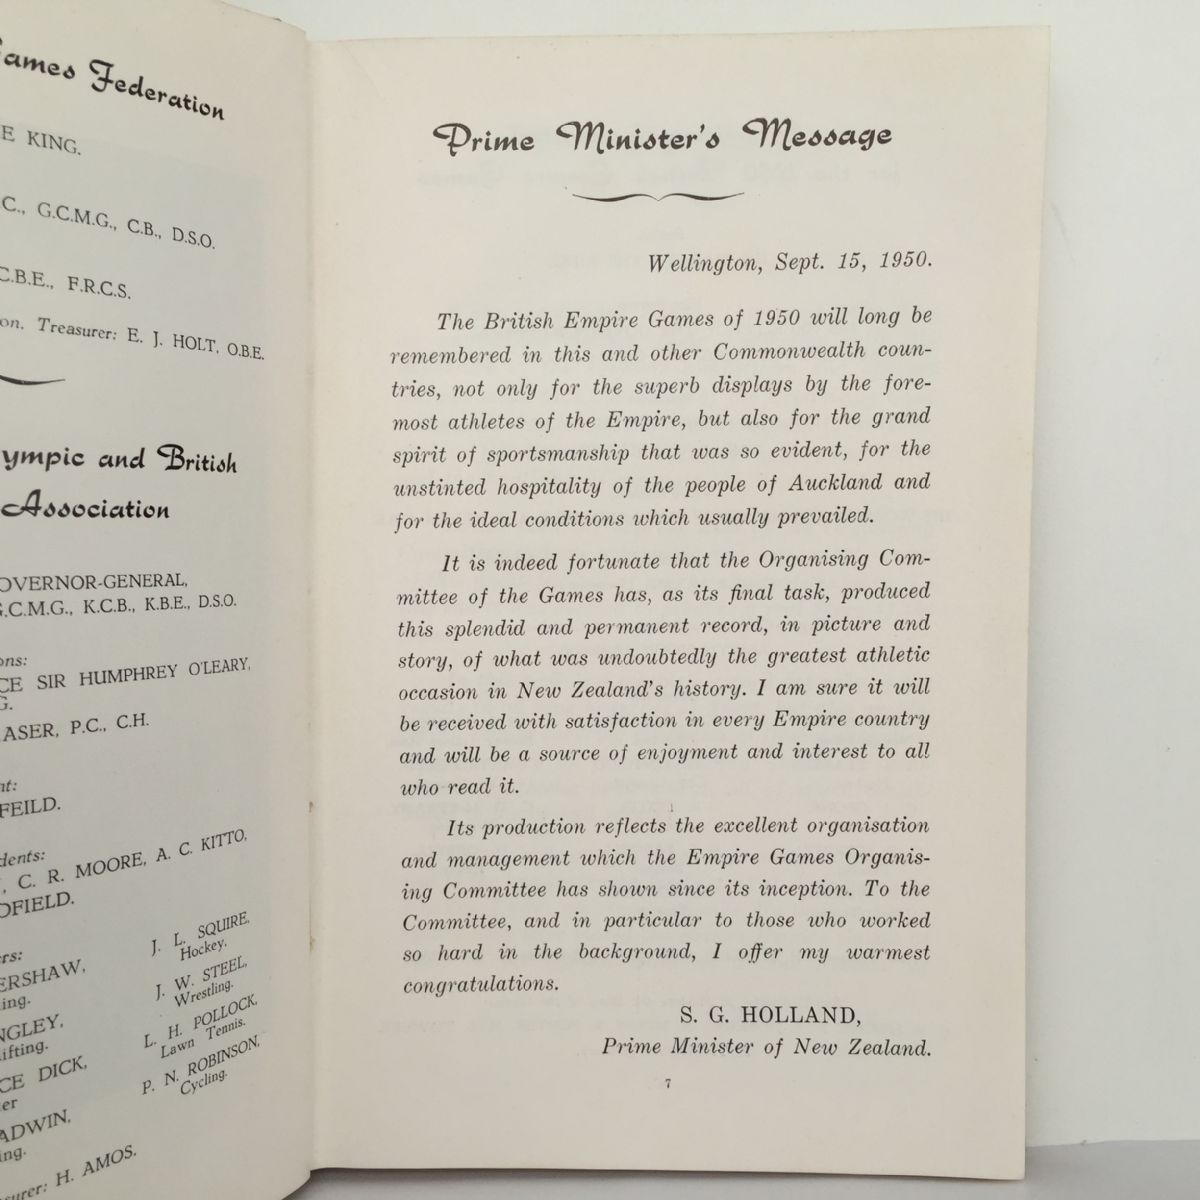 Games Federation
E KING.
C., G.C.M.G., C.B., D.S.O.
C.B.E., F.R.C.S.
on. Treasurer: E. J. HOLT, O.B.E.
ympic and British
Association
OVERNOR-GENERAL,
G.C.M.G., K.C.B., K.B.E., D.S.O.
ons:
CE SIR HUMPHREY O'LEARY,
G.
ASER, P.C., C.H.
nt:
FEILD.
dents:
, C. R. MOORE, A. C. KITTO,
DFIELD.
rs:
ERSHAW,
ing.
NGLEY,
ifting.
CE DICK,
er
ADWIN,
ng.
J. L. SQUIRE,
Hockey.
J. W. STEEL,
Wrestling.
L. H. POLLOCK,
Lawn Tennis.
P. N. ROBINSON,
Cycling.
surer: H. AMOS.
Prime Minister's Message
Wellington, Sept. 15, 1950.
The British Empire Games of 1950 will long be
remembered in this and other Commonwealth coun-
tries, not only for the superb displays by the fore-
most athletes of the Empire, but also for the grand
spirit of sportsmanship that was so evident, for the
unstinted hospitality of the people of Auckland and
for the ideal conditions which usually prevailed.
It is indeed fortunate that the Organising Com-
mittee of the Games has, as its final task, produced
this splendid and permanent record, in picture and
story, of what was undoubtedly the greatest athletic
occasion in New Zealand's history. I am sure it will
be received with satisfaction in every Empire country
and will be a source of enjoyment and interest to all
who read it.
Its production reflects the excellent organisation
and management which the Empire Games Organis-
ing Committee has shown since its inception. To the
Committee, and in particular to those who worked
so hard in the background, I offer my warmest
congratulations.
S. G. HOLLAND,
Prime Minister of New Zealand.
7